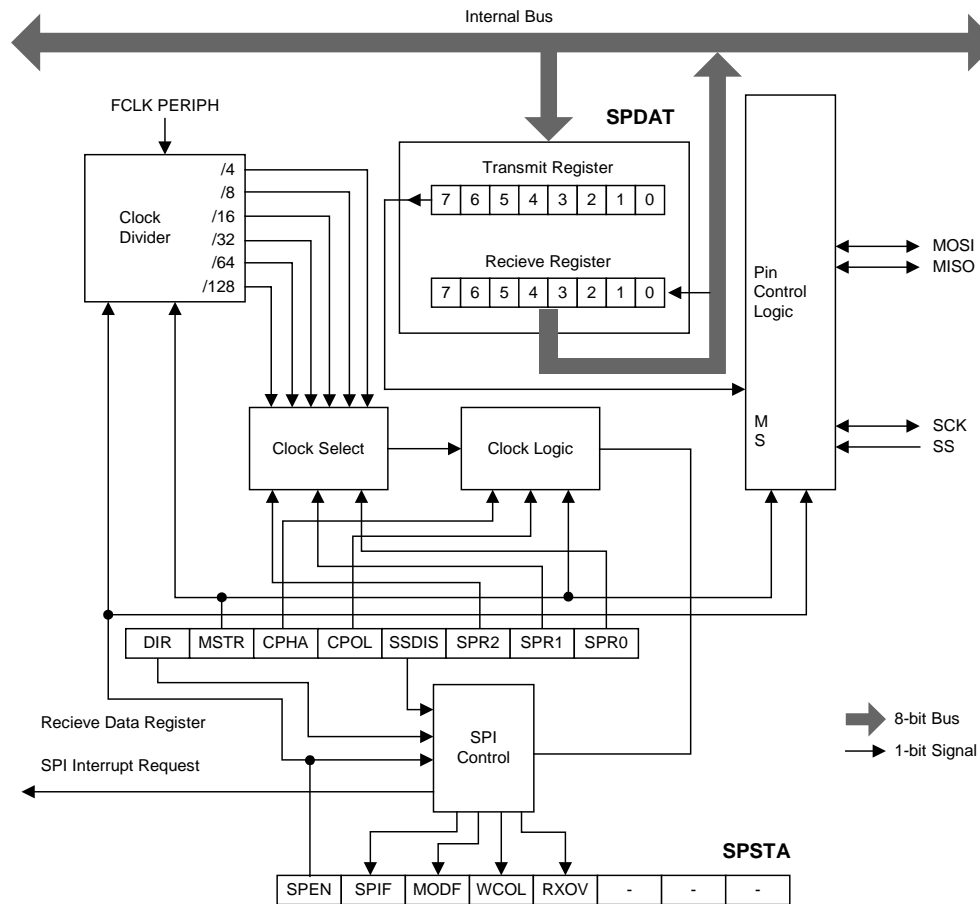 Internal Bus
FCLK PERIPH
SPDAT
/4
/8
/16
/32
/64
/128
Clock
Divider
Transmit Register
7 6 5 4 3 2 1 0
Recieve Register
7 6 5 4 3 2 1 0
Pin
Control
Logic
M
S
MOSI
MISO
SCK
SS
Clock Select
Clock Logic
DIR MSTR CPHA CPOL SSDIS SPR2 SPR1 SPR0
Recieve Data Register
SPI Interrupt Request
SPI
Control
8-bit Bus
1-bit Signal
SPSTA
SPEN SPIF MODF WCOL RXOV - - -